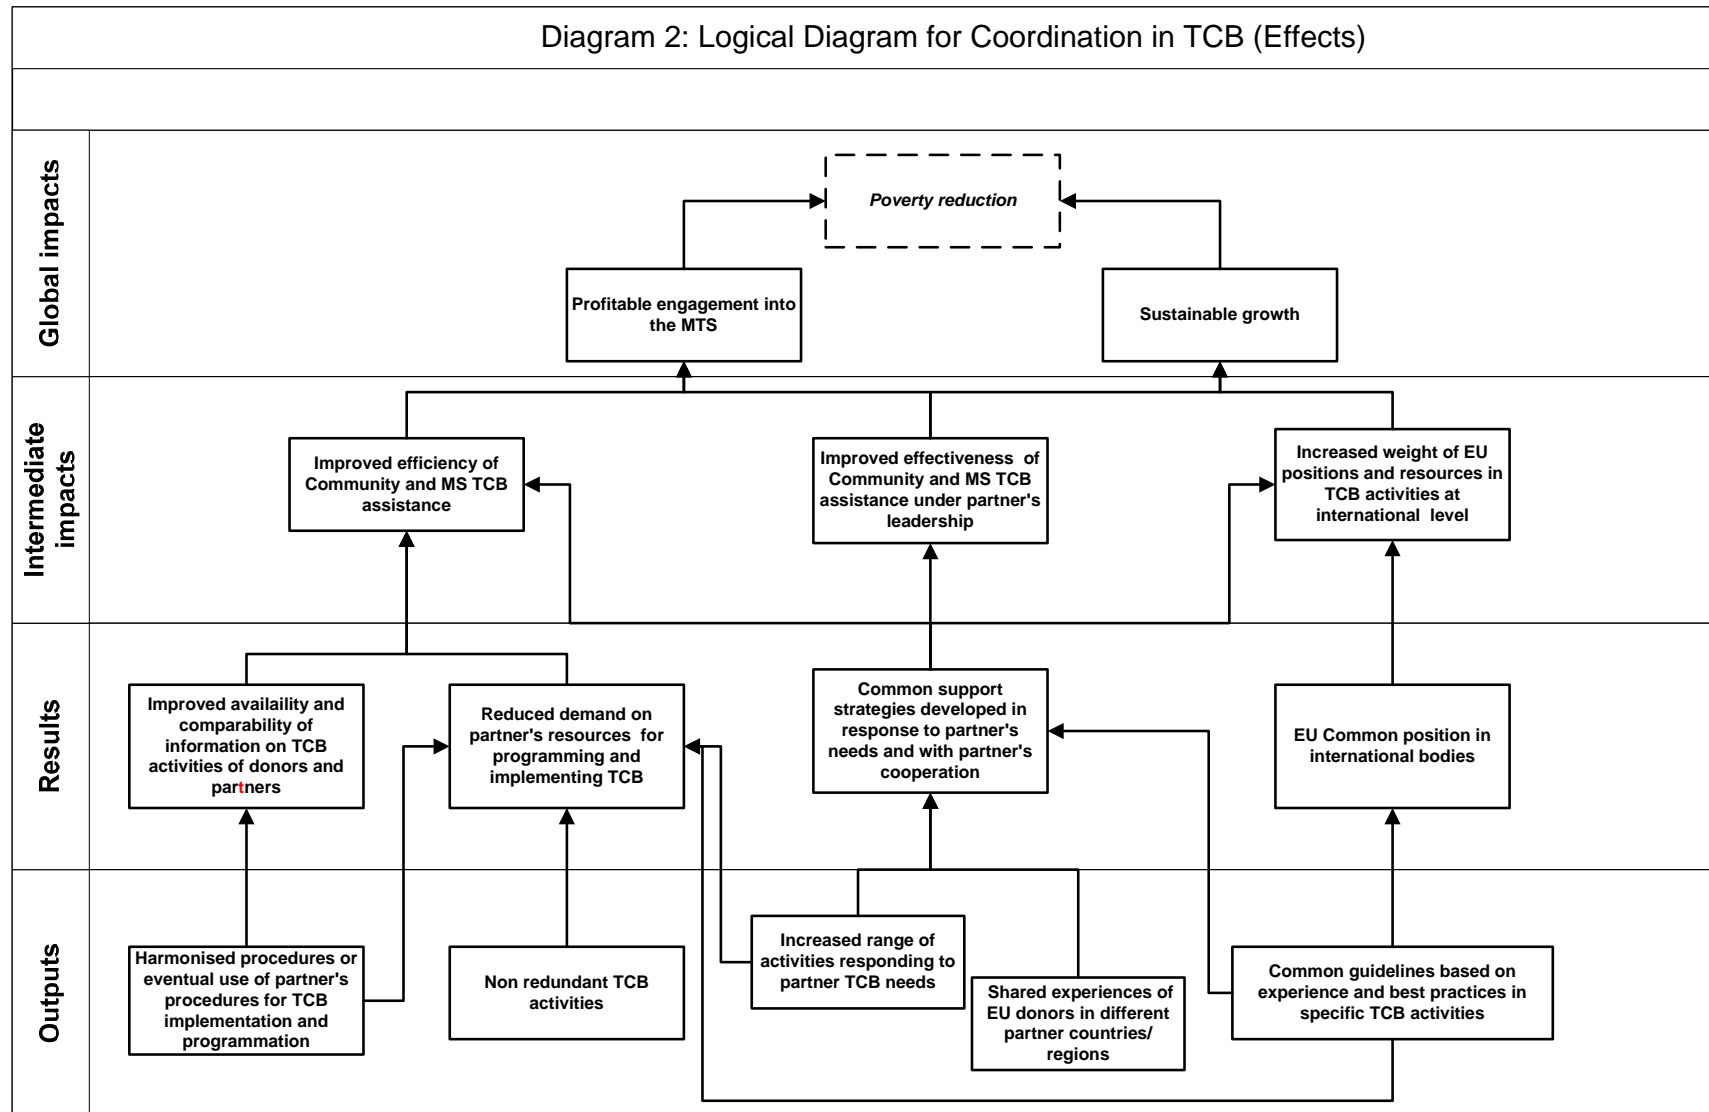 Diagram 2: Logical Diagram for Coordination in TCB (Effects)
Global impacts
Poverty reduction
Profitable engagement into
the MTS
Sustainable growth
Intermediate
impacts
Improved efficiency of
Community and MS TCB
assistance
Improved effectiveness of
Community and MS TCB
assistance under partner's
leadership
Increased weight of EU
positions and resources in
TCB activities at
international level
Results
Improved availaility and
comparability of
information on TCB
activities of donors and
partners
Reduced demand on
partner's resources for
programming and
implementing TCB
Common support
strategies developed in
response to partner's
needs and with partner's
cooperation
EU Common position in
international bodies
Outputs
Harmonised procedures or
eventual use of partner's
procedures for TCB
implementation and
programmation
Non redundant TCB
activities
Increased range of
activities responding to
partner TCB needs
Shared experiences of
EU donors in different
partner countries/
regions
Common guidelines based on
experience and best practices in
specific TCB activities